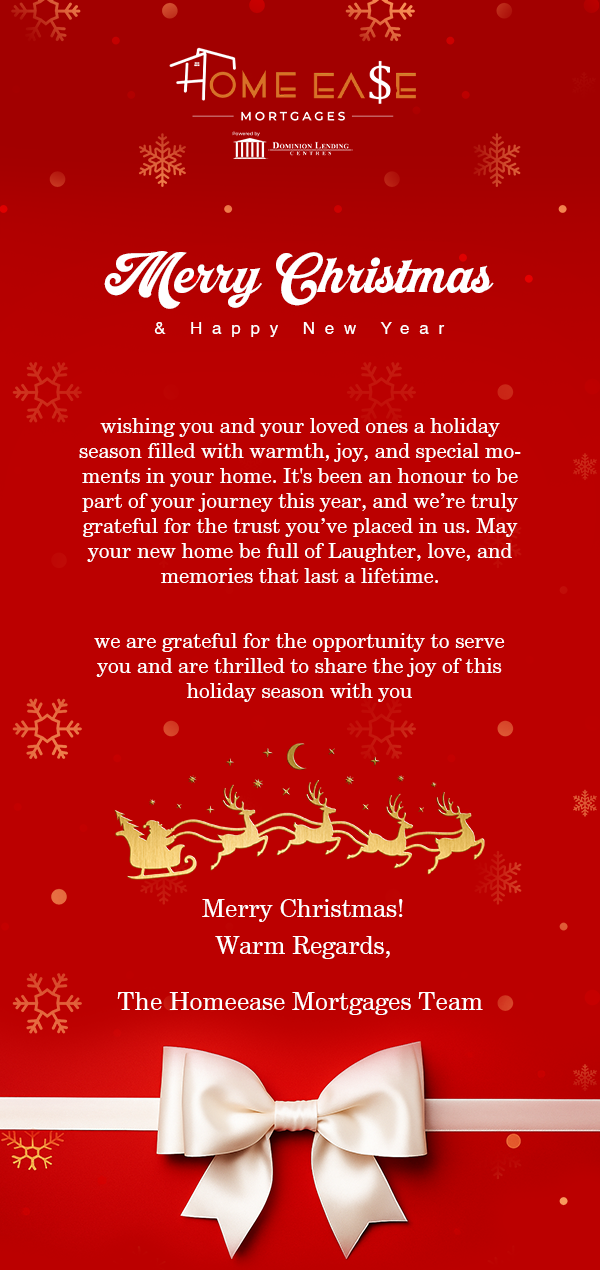 HOME EA$E
MORTGAGES
Powered by
DOMINION LENDING
CENTRES
Merry Christmas
& Happy New Year
wishing you and your loved ones a holiday
season filled with warmth, joy, and special mo-
ments in your home. It's been an honour to be
part of your journey this year, and we’re truly
grateful for the trust you’ve placed in us. May
your new home be full of Laughter, love, and
memories that last a lifetime.
we are grateful for the opportunity to serve
you and are thrilled to share the joy of this
holiday season with you
Merry Christmas!
Warm Regards,
The Homeease Mortgages Team